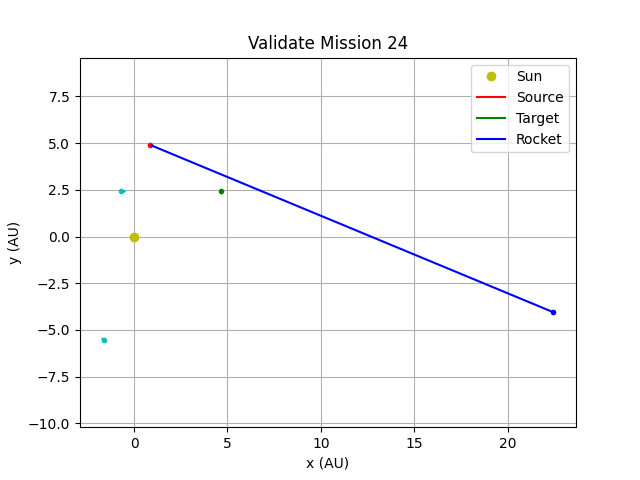 Validate Mission 24
Sun
Source
Target
Rocket
7.5
5.0
2.5
0.0
−2.5
−5.0
−7.5
−10.0
y (AU)
0 5 10 15 20
x (AU)